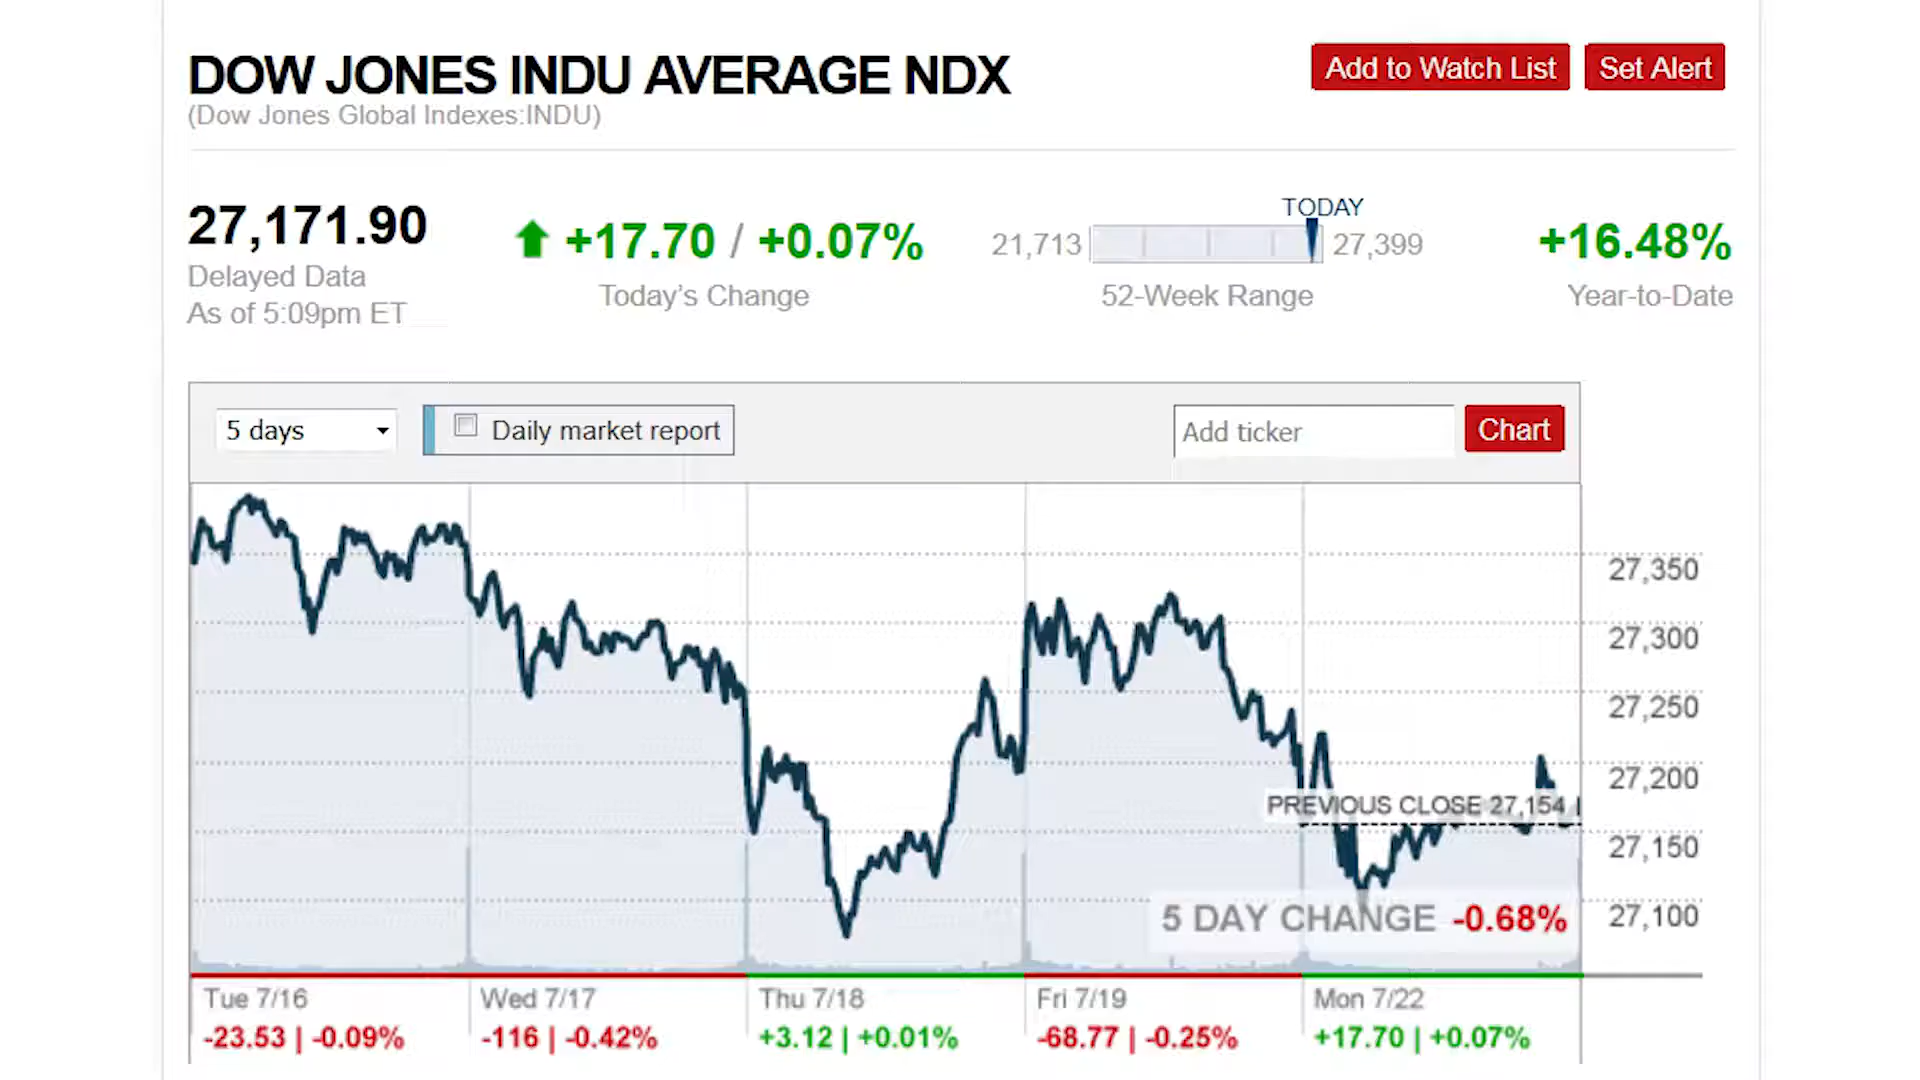 DOW JONES INDU AVERAGE NDX
Add to Watch List
Set Alert
(Dow Jones Global Indexes:INDU)
27,171.90
Delayed Data
As of 5:09pm ET
+17.70 / +0.07%
Today's Change
TODAY
21,713
27,399
52-Week Range
+16.48%
Year-to-Date
5 days
Daily market report
Add ticker
Chart
27,350
27,300
27,250
27,200
PREVIOUS CLOSE 27,154
27,150
5 DAY CHANGE -0.68%
27,100
Tue 7/16
-23.53 | -0.09%
Wed 7/17
-116 | -0.42%
Thu 7/18
+3.12 | +0.01%
Fri 7/19
-68.77 | -0.25%
Mon 7/22
+17.70 | +0.07%